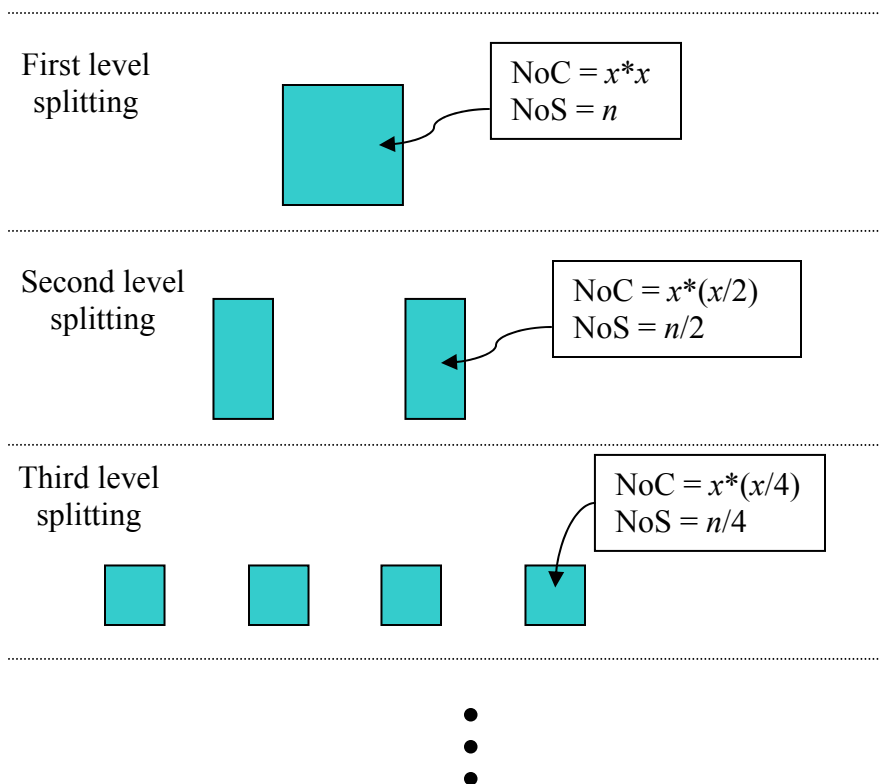 First level
splitting
NoC = x*x
NoS = n
Second level
splitting
NoC = x*(x/2)
NoS = n/2
Third level
splitting
NoC = x*(x/4)
NoS = n/4